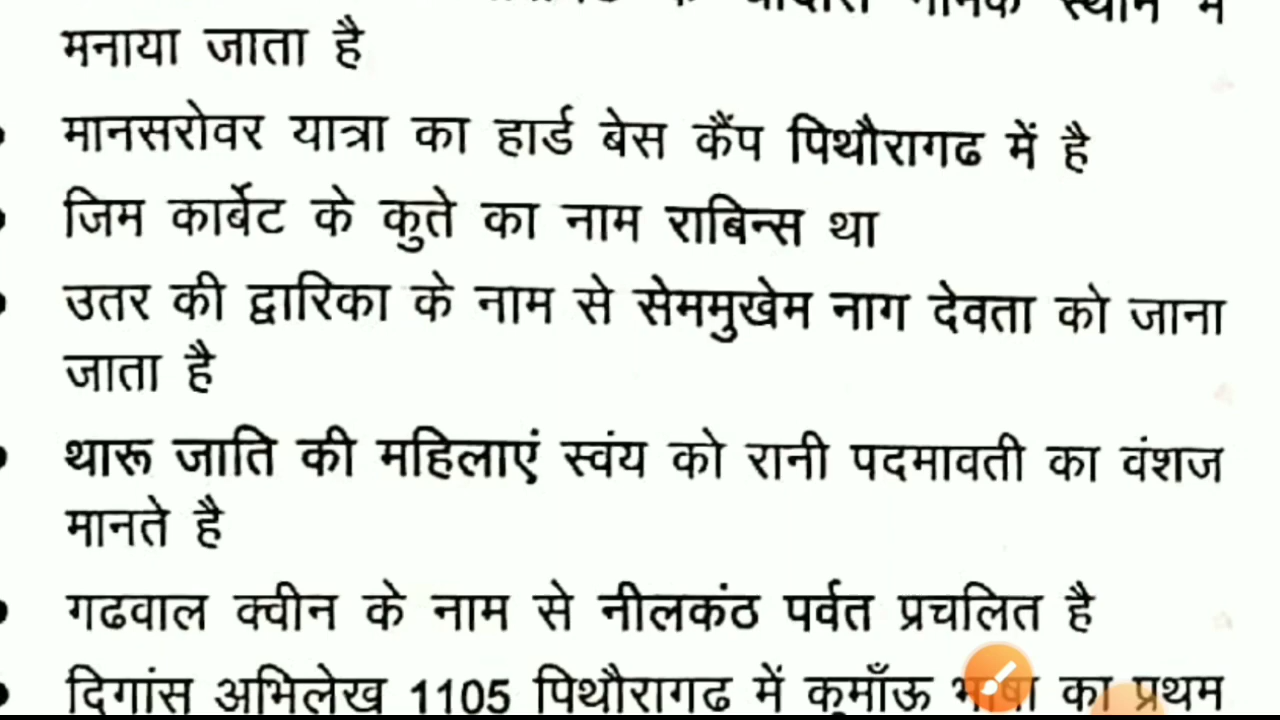 स्थान में
मनाया जाता है
मानसरोवर यात्रा का हार्ड बेस कैंप पिथौरागढ में है
जिम कार्बेट के कुते का नाम राबिन्स था
उतर की द्वारिका के नाम से सेममुखेम नाग देवता को जाना
जाता है
थारू जाति की महिलाएं स्वंय को रानी पदमावती का वंशज
मानते है
गढवाल क्वीन के नाम से नीलकंठ पर्वत प्रचलित है
दिगांस अभिलेख 1105 पिथौरागढ में कुमाँऊ भाषा का प्रथम